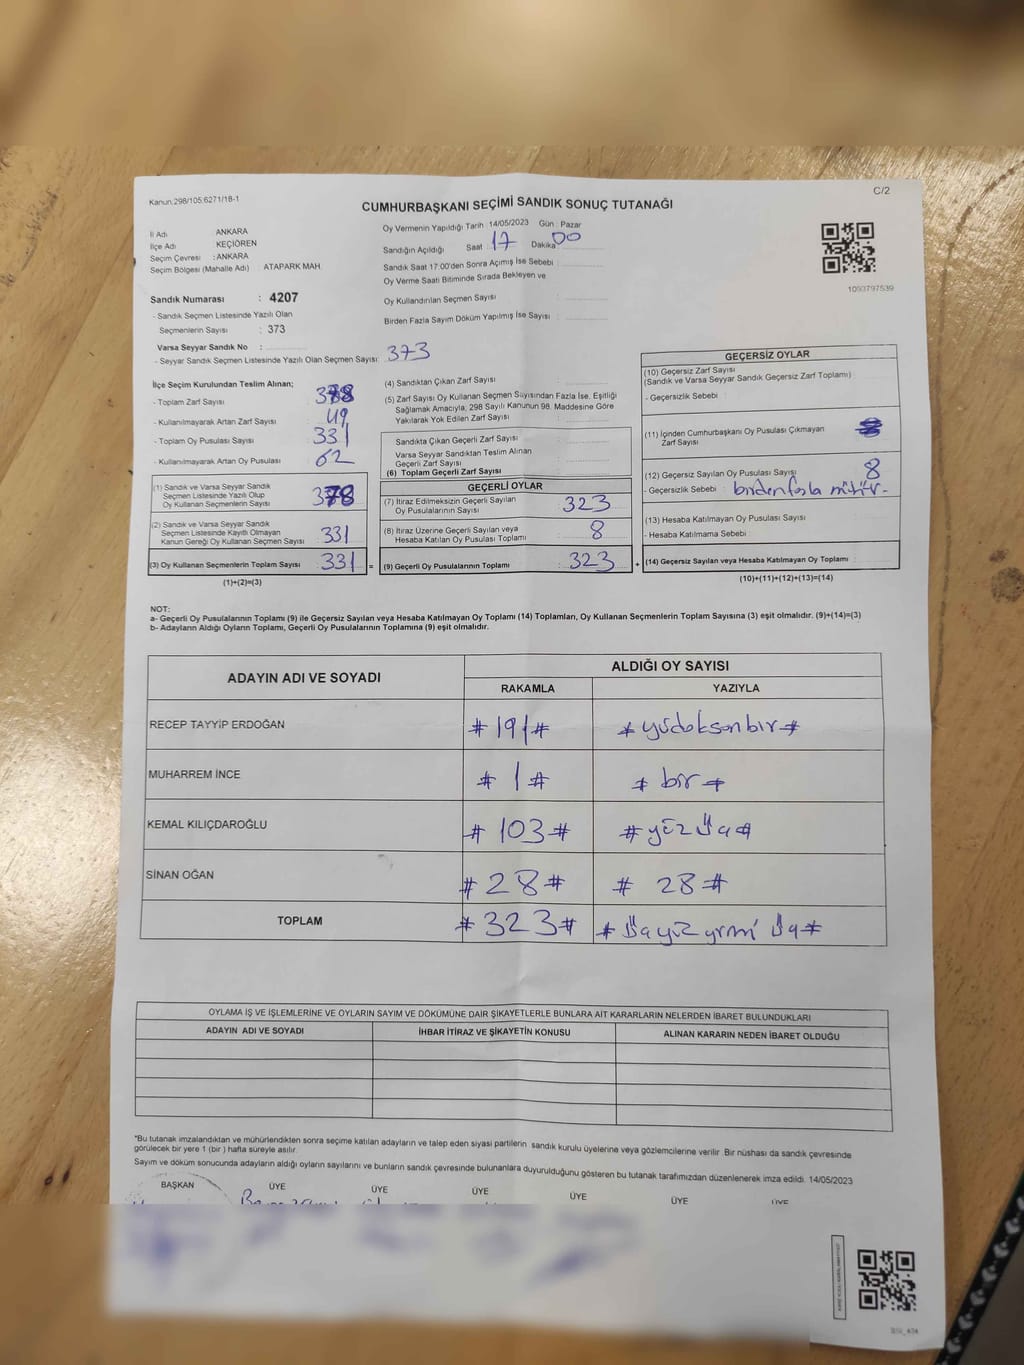 C/2
Kanun.298/105.6271/18-1
CUMHURBAŞKANI SEÇİMİ SANDIK SONUÇ TUTANAĞI
İl Adı ANKARA
İlçe Adı KEÇİÖREN
Seçim Çevresi : ANKARA
Seçim Bölgesi (Mahalle Adı) ATAPARK MAH.
Oy Vermenin Yapıldığı Tarih 14/05/2023 Gün : Pazar
Sandığın Açıldığı Saat : 17 Dakika 00
Sandık Saat 17:00'den Sonra Açımış İse Sebebi :
Oy Verme Saati Bitiminde Sırada Bekleyen ve
Oy Kullandırılan Seçmen Sayısı :
Birden Fazla Sayım Döküm Yapılmış İse Sayısı :
1093797539
Sandık Numarası : 4207
- Sandık Seçmen Listesinde Yazılı Olan
Seçmenlerin Sayısı : 373
Varsa Seyyar Sandık No :
- Seyyar Sandık Seçmen Listesinde Yazılı Olan Seçmen Sayısı: 373
İlçe Seçim Kurulundan Teslim Alınan;
- Toplam Zarf Sayısı :
- Kullanılmayarak Artan Zarf Sayısı : 49
- Toplam Oy Pusulası Sayısı : 331
- Kullanılmayarak Artan Oy Pusulası : 62
(1) Sandık ve Varsa Seyyar Sandık
Seçmen Listesinde Yazılı Olup
Oy Kullanan Seçmenlerin Sayısı :
(2) Sandık ve Varsa Seyyar Sandık
Seçmen Listesinde Kayıtlı Olmayan
Kanun Gereği Oy Kullanan Seçmen Sayısı : 331
(3) Oy Kullanan Seçmenlerin Toplam Sayısı : 331 =
(1)+(2)=(3)
(4) Sandıktan Çıkan Zarf Sayısı :
(5) Zarf Sayısı Oy Kullanan Seçmen Sayısından Fazla İse, Eşitliği
Sağlamak Amacıyla, 298 Sayılı Kanunun 98. Maddesine Göre
Yakılarak Yok Edilen Zarf Sayısı :
Sandıkta Çıkan Geçerli Zarf Sayısı :
Varsa Seyyar Sandıktan Teslim Alınan
Geçerli Zarf Sayısı :
(6) Toplam Geçerli Zarf Sayısı :
GEÇERLİ OYLAR
(7) İtiraz Edilmeksizin Geçerli Sayılan
Oy Pusulalarının Sayısı : 323
(8) İtiraz Üzerine Geçerli Sayılan veya
Hesaba Katılan Oy Pusulası Toplamı : 8
(9) Geçerli Oy Pusulalarının Toplamı : 323 +
GEÇERSİZ OYLAR
(10) Geçersiz Zarf Sayısı
(Sandık ve Varsa Seyyar Sandık Geçersiz Zarf Toplamı)
- Geçersizlik Sebebi :
(11) İçinden Cumhurbaşkanı Oy Pusulası Çıkmayan
Zarf Sayısı
(12) Geçersiz Sayılan Oy Pusulası Sayısı : 8
- Geçersizlik Sebebi : birden fazla mühür.
(13) Hesaba Katılmayan Oy Pusulası Sayısı :
- Hesaba Katılmama Sebebi :
(14) Geçersiz Sayılan veya Hesaba Katılmayan Oy Toplamı :
(10)+(11)+(12)+(13)=(14)
NOT:
a- Geçerli Oy Pusulalarının Toplamı (9) ile Geçersiz Sayılan veya Hesaba Katılmayan Oy Toplamı (14) Toplamları, Oy Kullanan Seçmenlerin Toplam Sayısına (3) eşit olmalıdır. (9)+(14)=(3)
b- Adayların Aldığı Oyların Toplamı, Geçerli Oy Pusulalarının Toplamına (9) eşit olmalıdır.
ADAYIN ADI VE SOYADI ALDIĞI OY SAYISI
RAKAMLA YAZIYLA
RECEP TAYYİP ERDOĞAN # 191 # # yüzdoksanbir #
MUHARREM İNCE # 1 # # bir #
KEMAL KILIÇDAROĞLU # 103 # # yüz üç #
SİNAN OĞAN # 28 # # 28 #
TOPLAM # 323 # # üçyüz yirmi üç #
OYLAMA İŞ VE İŞLEMLERİNE VE OYLARIN SAYIM VE DÖKÜMÜNE DAİR ŞİKAYETLERLE BUNLARA AİT KARARLARIN NELERDEN İBARET BULUNDUKLARI
ADAYIN ADI VE SOYADI İHBAR İTİRAZ VE ŞİKAYETİN KONUSU ALINAN KARARIN NEDEN İBARET OLDUĞU
*Bu tutanak imzalandıktan ve mühürlendikten sonra seçime katılan adayların ve talep eden siyasi partilerin sandık kurulu üyelerine veya gözlemcilerine verilir. Bir nüshası da sandık çevresinde
görülecek bir yere 1 (bir ) hafta süreyle asılır.
Sayım ve döküm sonucunda adayların aldığı oyların sayılarını ve bunların sandık çevresinde bulunanlara duyurulduğunu gösteren bu tutanak tarafımızdan düzenlenerek imza edildi. 14/05/2023
BAŞKAN ÜYE ÜYE ÜYE ÜYE ÜYE ÜYE